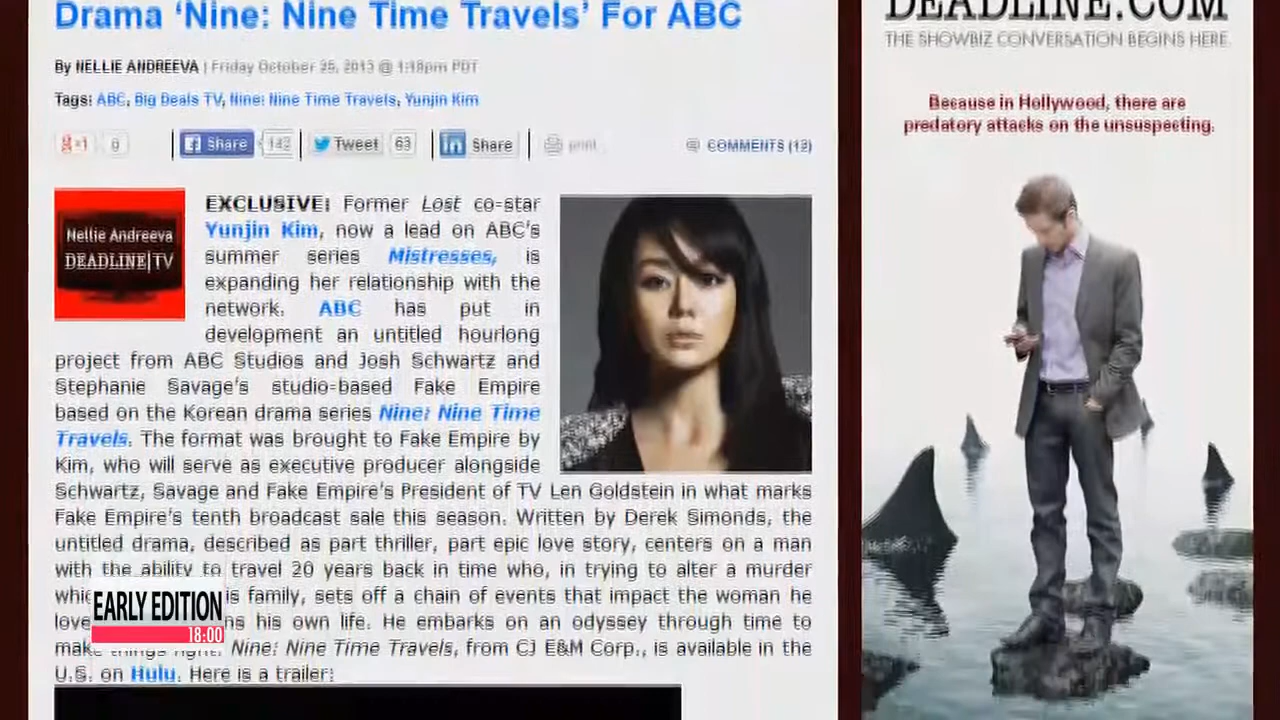 Drama ‘Nine: Nine Time Travels’ For ABC
By NELLIE ANDREEVA | Friday October 25, 2013 @ 1:18pm PDT
Tags: ABC, Big Deals TV, Nine: Nine Time Travels, Yunjin Kim
+1 0 Share 142 Tweet 63 Share print COMMENTS (12)
Nellie Andreeva
DEADLINE|TV
EXCLUSIVE: Former Lost co-star
Yunjin Kim, now a lead on ABC’s
summer series Mistresses, is
expanding her relationship with the
network. ABC has put in
development an untitled hourlong
project from ABC Studios and Josh Schwartz and
Stephanie Savage’s studio-based Fake Empire
based on the Korean drama series Nine: Nine Time
Travels. The format was brought to Fake Empire by
Kim, who will serve as executive producer alongside
Schwartz, Savage and Fake Empire’s President of TV Len Goldstein in what marks
Fake Empire’s tenth broadcast sale this season. Written by Derek Simonds, the
untitled drama, described as part thriller, part epic love story, centers on a man
with the ability to travel 20 years back in time who, in trying to alter a murder
is family, sets off a chain of events that impact the woman he
his own life. He embarks on an odyssey through time to
make things right. Nine: Nine Time Travels, from CJ E&M Corp., is available in the
U.S. on Hulu. Here is a trailer:
EARLY EDITION
18:00
DEADLINE.COM
THE SHOWBIZ CONVERSATION BEGINS HERE
Because in Hollywood, there are
predatory attacks on the unsuspecting.